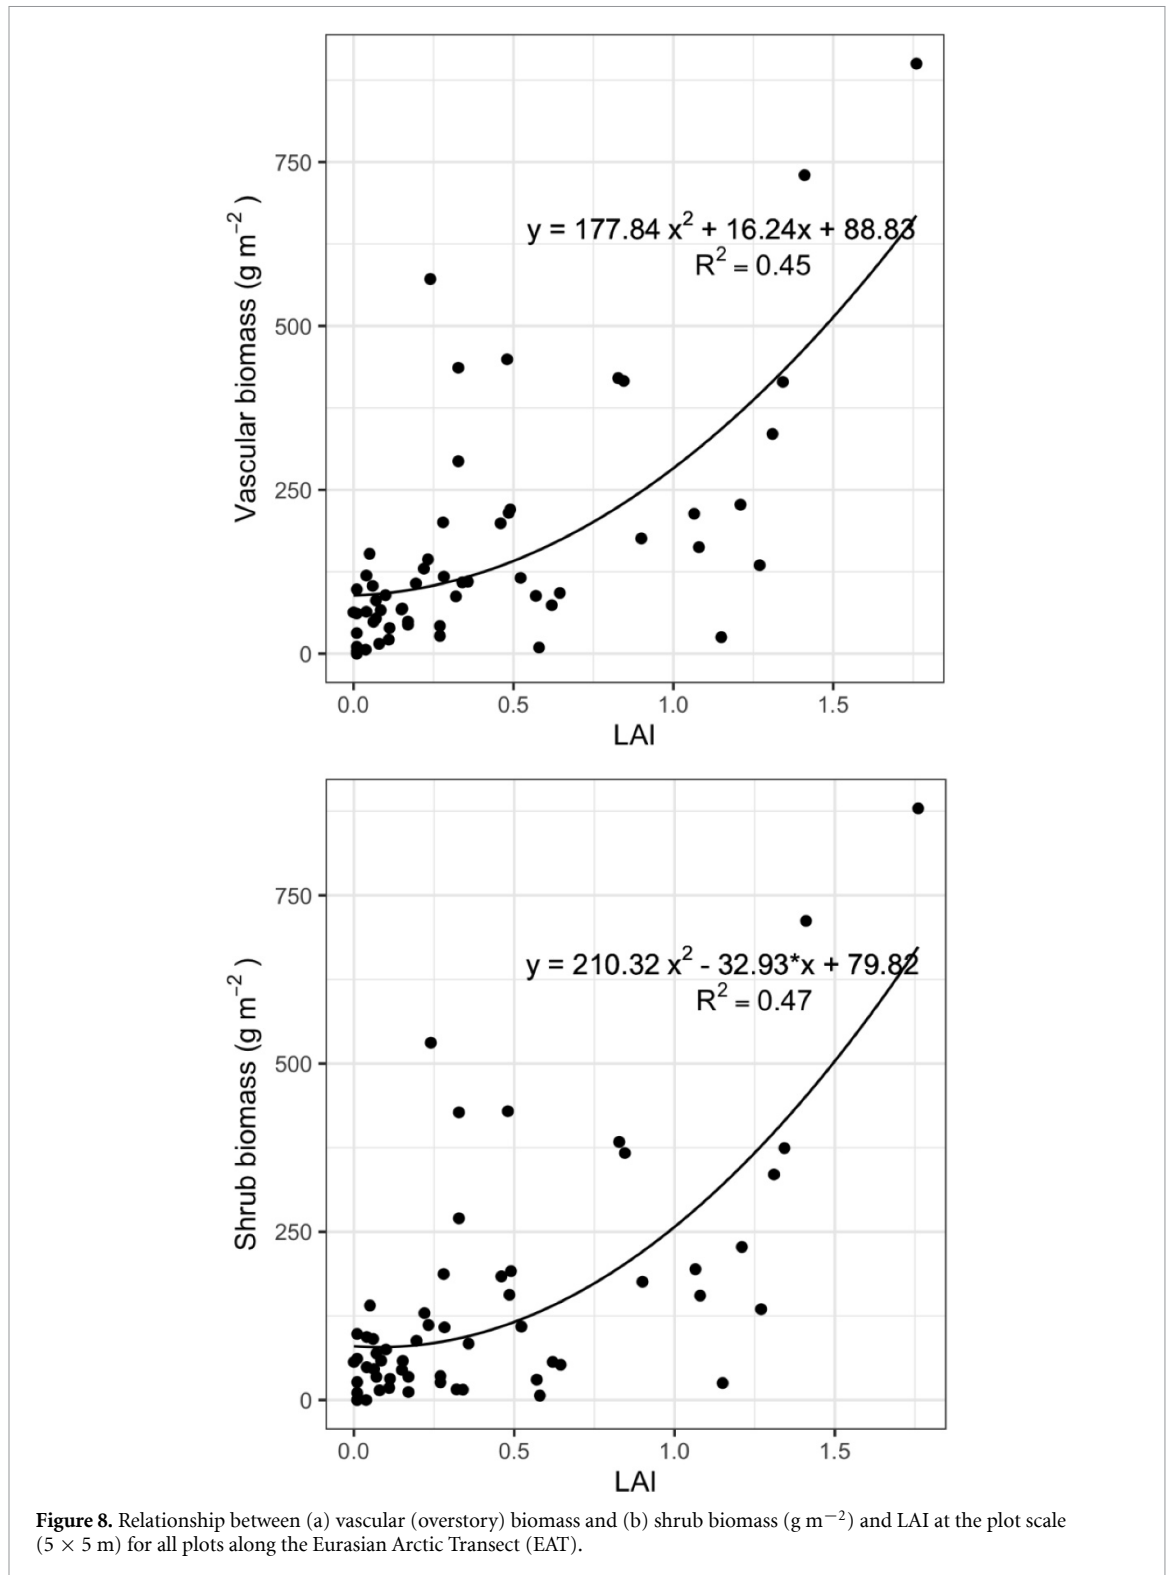 750
500
250
0
Vascular biomass (g m−2 )
y = 177.84 x2 + 16.24x + 88.83
R2 = 0.45
0.0 0.5 1.0 1.5
LAI
750
500
250
0
Shrub biomass (g m−2 )
y = 210.32 x2 - 32.93*x + 79.82
R2 = 0.47
0.0 0.5 1.0 1.5
LAI
Figure 8. Relationship between (a) vascular (overstory) biomass and (b) shrub biomass (g m−2) and LAI at the plot scale
(5 × 5 m) for all plots along the Eurasian Arctic Transect (EAT).